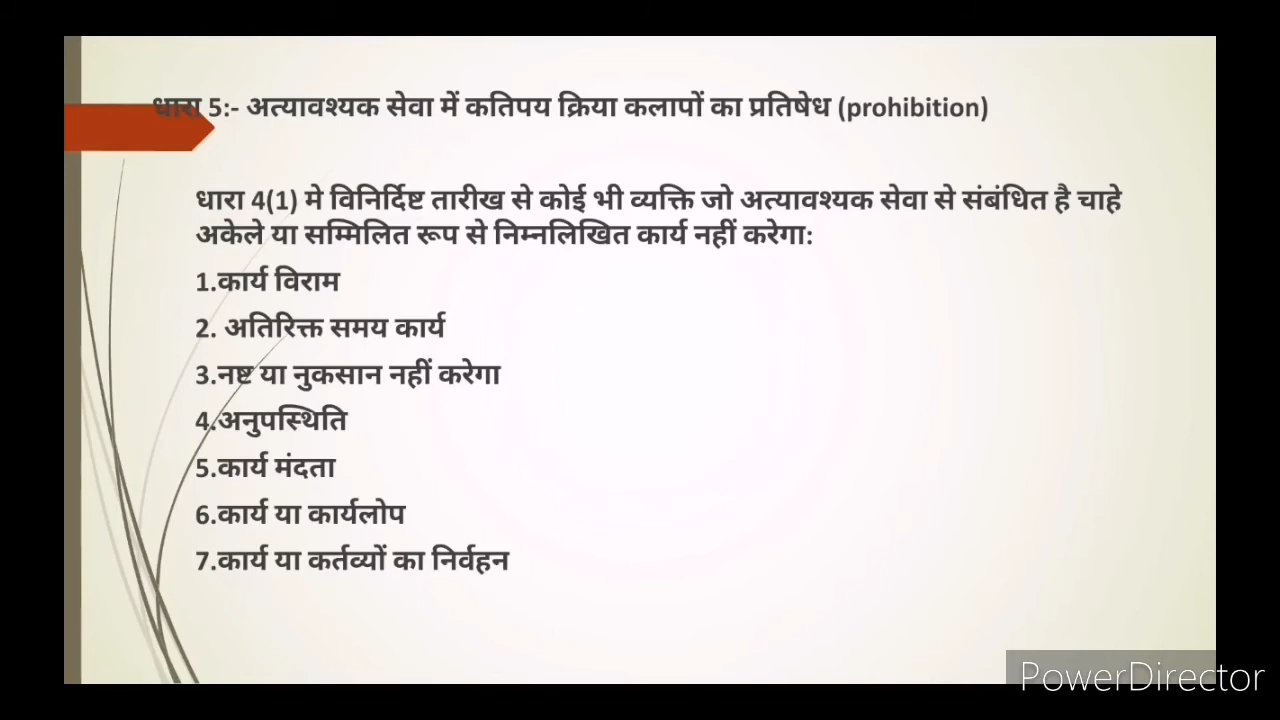 धारा 5:- अत्यावश्यक सेवा में कतिपय क्रिया कलापों का प्रतिषेध (prohibition)
धारा 4(1) मे विनिर्दिष्ट तारीख से कोई भी व्यक्ति जो अत्यावश्यक सेवा से संबंधित है चाहे
अकेले या सम्मिलित रूप से निम्नलिखित कार्य नहीं करेगा:
1.कार्य विराम
2. अतिरिक्त समय कार्य
3.नष्ट या नुकसान नहीं करेगा
4.अनुपस्थिति
5.कार्य मंदता
6.कार्य या कार्यलोप
7.कार्य या कर्तव्यों का निर्वहन
PowerDirector